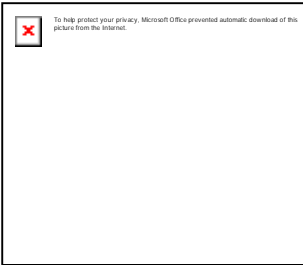 To help protect your privacy, Microsoft Office prevented automatic download of this
picture from the Internet.